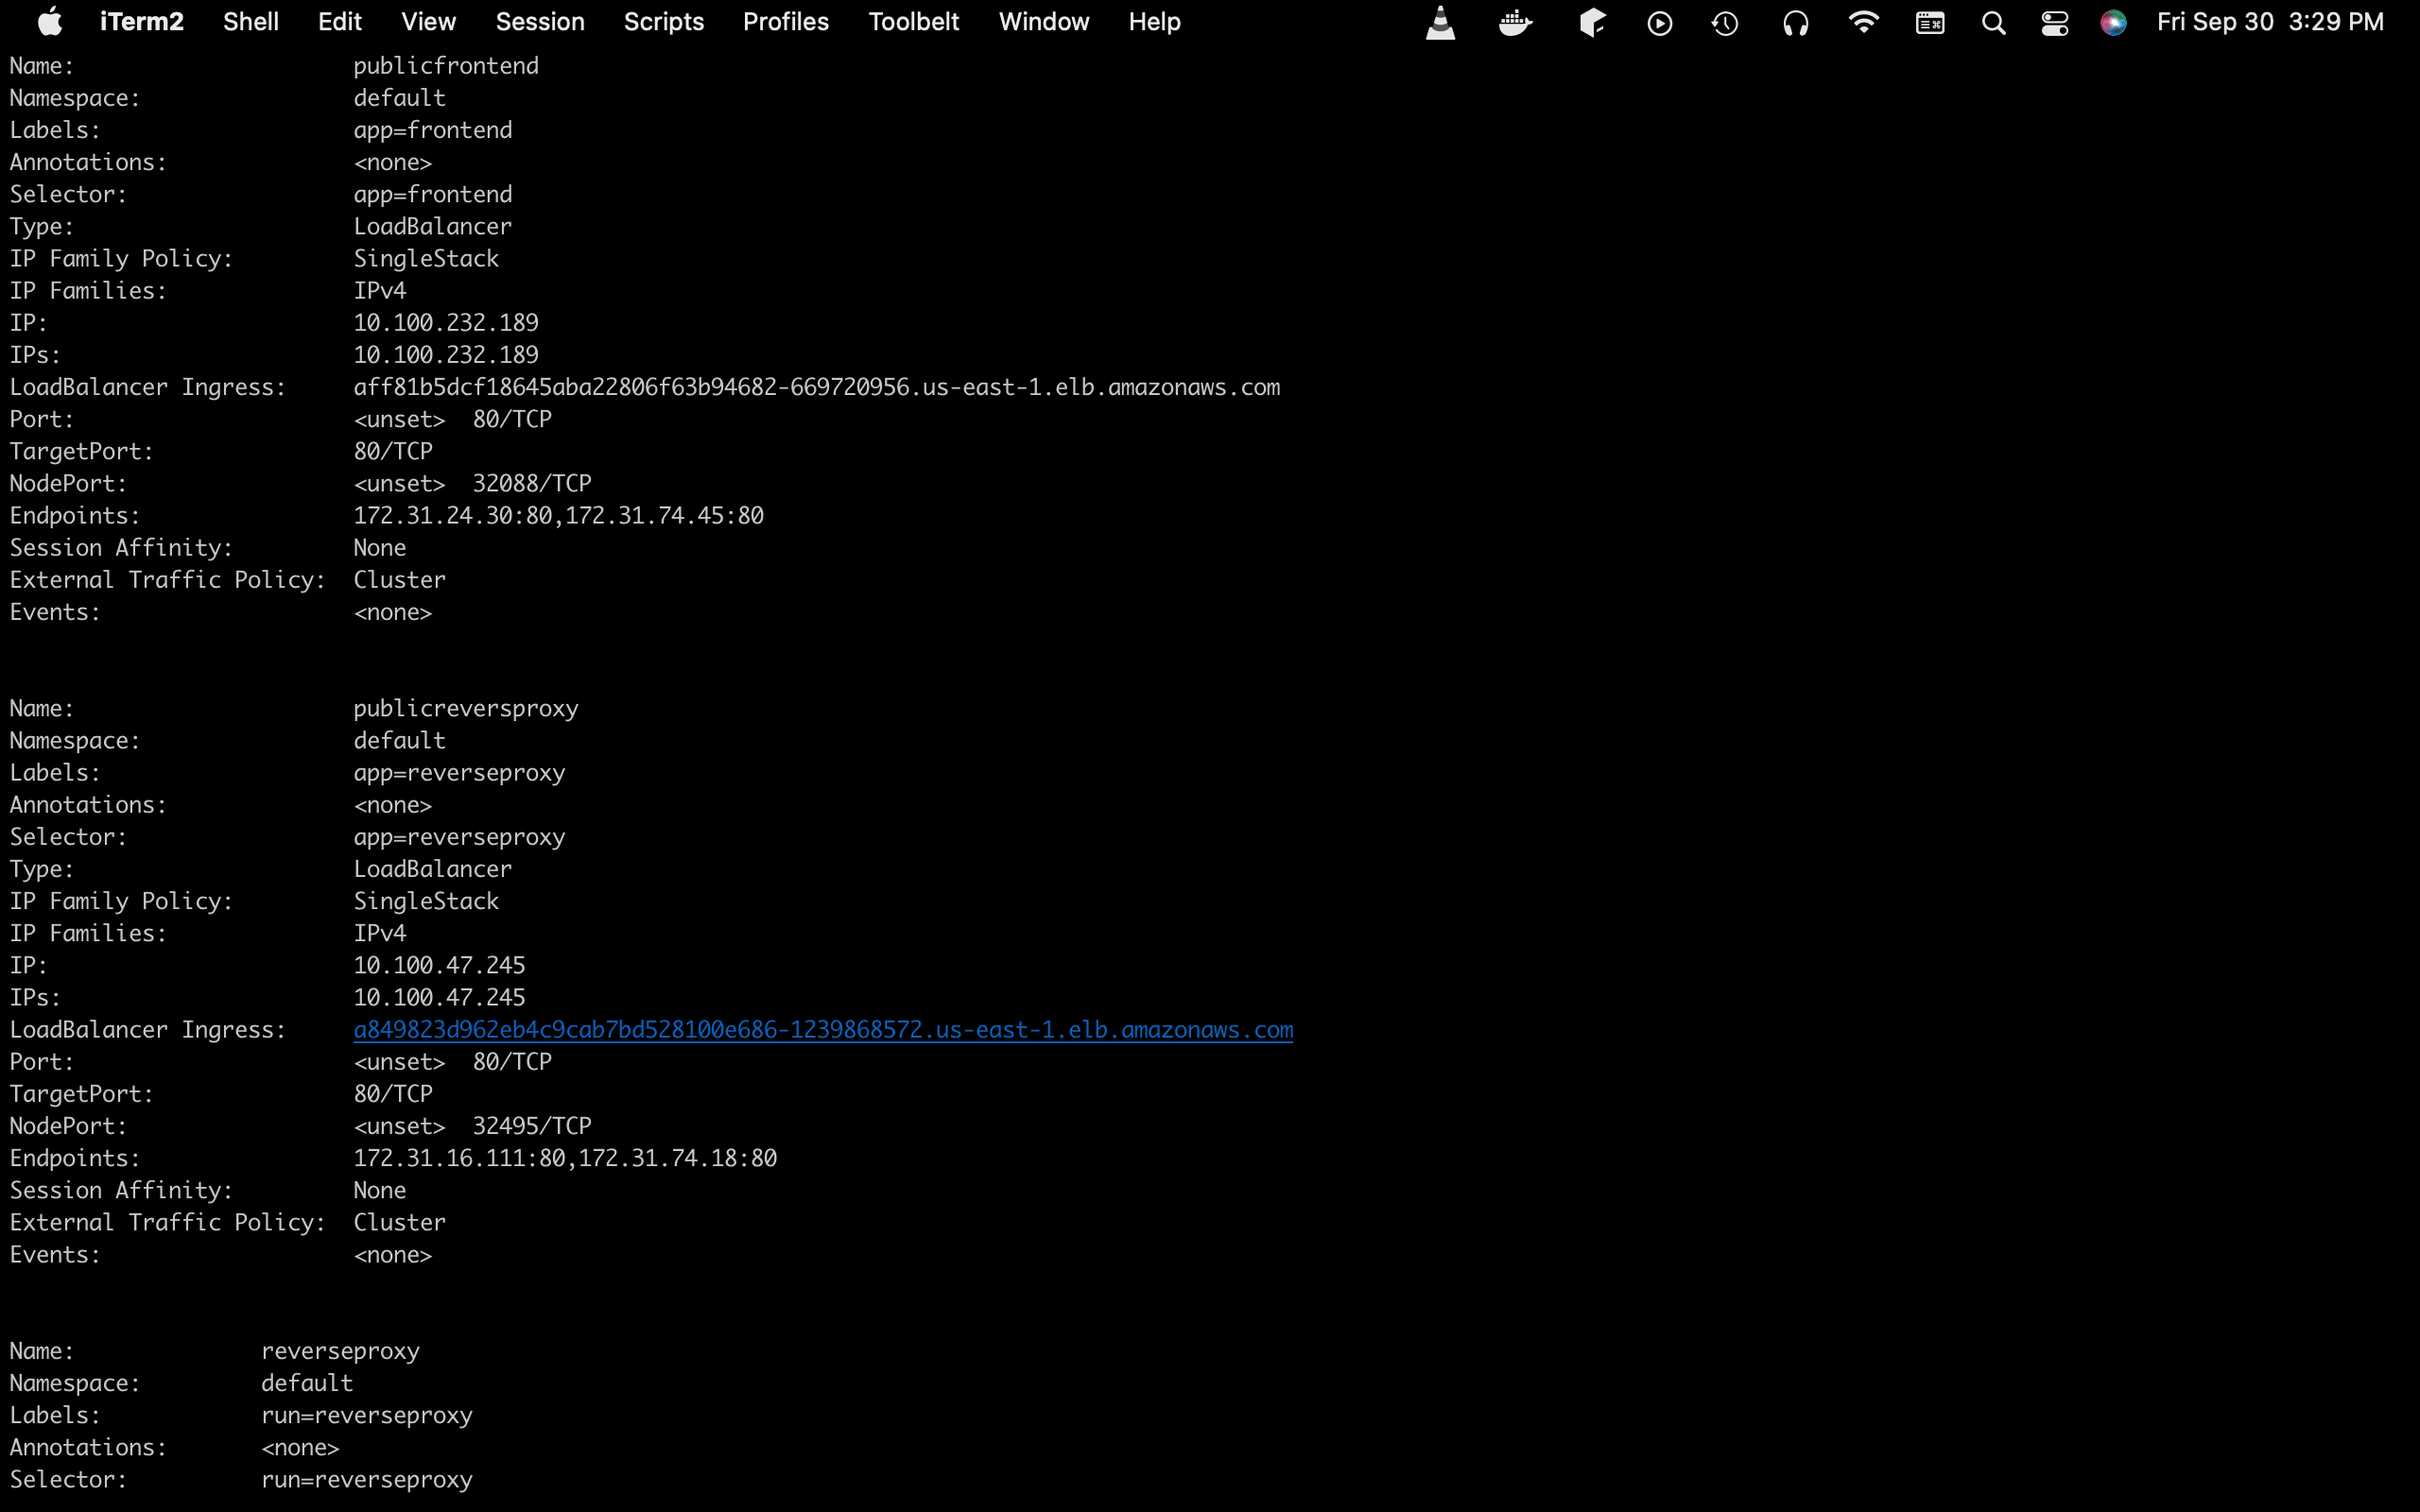 iTerm2 Shell Edit View Session Scripts Profiles Toolbelt Window Help Fri Sep 30 3:29 PM
Name: publicfrontend
Namespace: default
Labels: app=frontend
Annotations: <none>
Selector: app=frontend
Type: LoadBalancer
IP Family Policy: SingleStack
IP Families: IPv4
IP: 10.100.232.189
IPs: 10.100.232.189
LoadBalancer Ingress: aff81b5dcf18645aba22806f63b94682-669720956.us-east-1.elb.amazonaws.com
Port: <unset> 80/TCP
TargetPort: 80/TCP
NodePort: <unset> 32088/TCP
Endpoints: 172.31.24.30:80,172.31.74.45:80
Session Affinity: None
External Traffic Policy: Cluster
Events: <none>
Name: publicreversproxy
Namespace: default
Labels: app=reverseproxy
Annotations: <none>
Selector: app=reverseproxy
Type: LoadBalancer
IP Family Policy: SingleStack
IP Families: IPv4
IP: 10.100.47.245
IPs: 10.100.47.245
LoadBalancer Ingress: a849823d962eb4c9cab7bd528100e686-1239868572.us-east-1.elb.amazonaws.com
Port: <unset> 80/TCP
TargetPort: 80/TCP
NodePort: <unset> 32495/TCP
Endpoints: 172.31.16.111:80,172.31.74.18:80
Session Affinity: None
External Traffic Policy: Cluster
Events: <none>
Name: reverseproxy
Namespace: default
Labels: run=reverseproxy
Annotations: <none>
Selector: run=reverseproxy